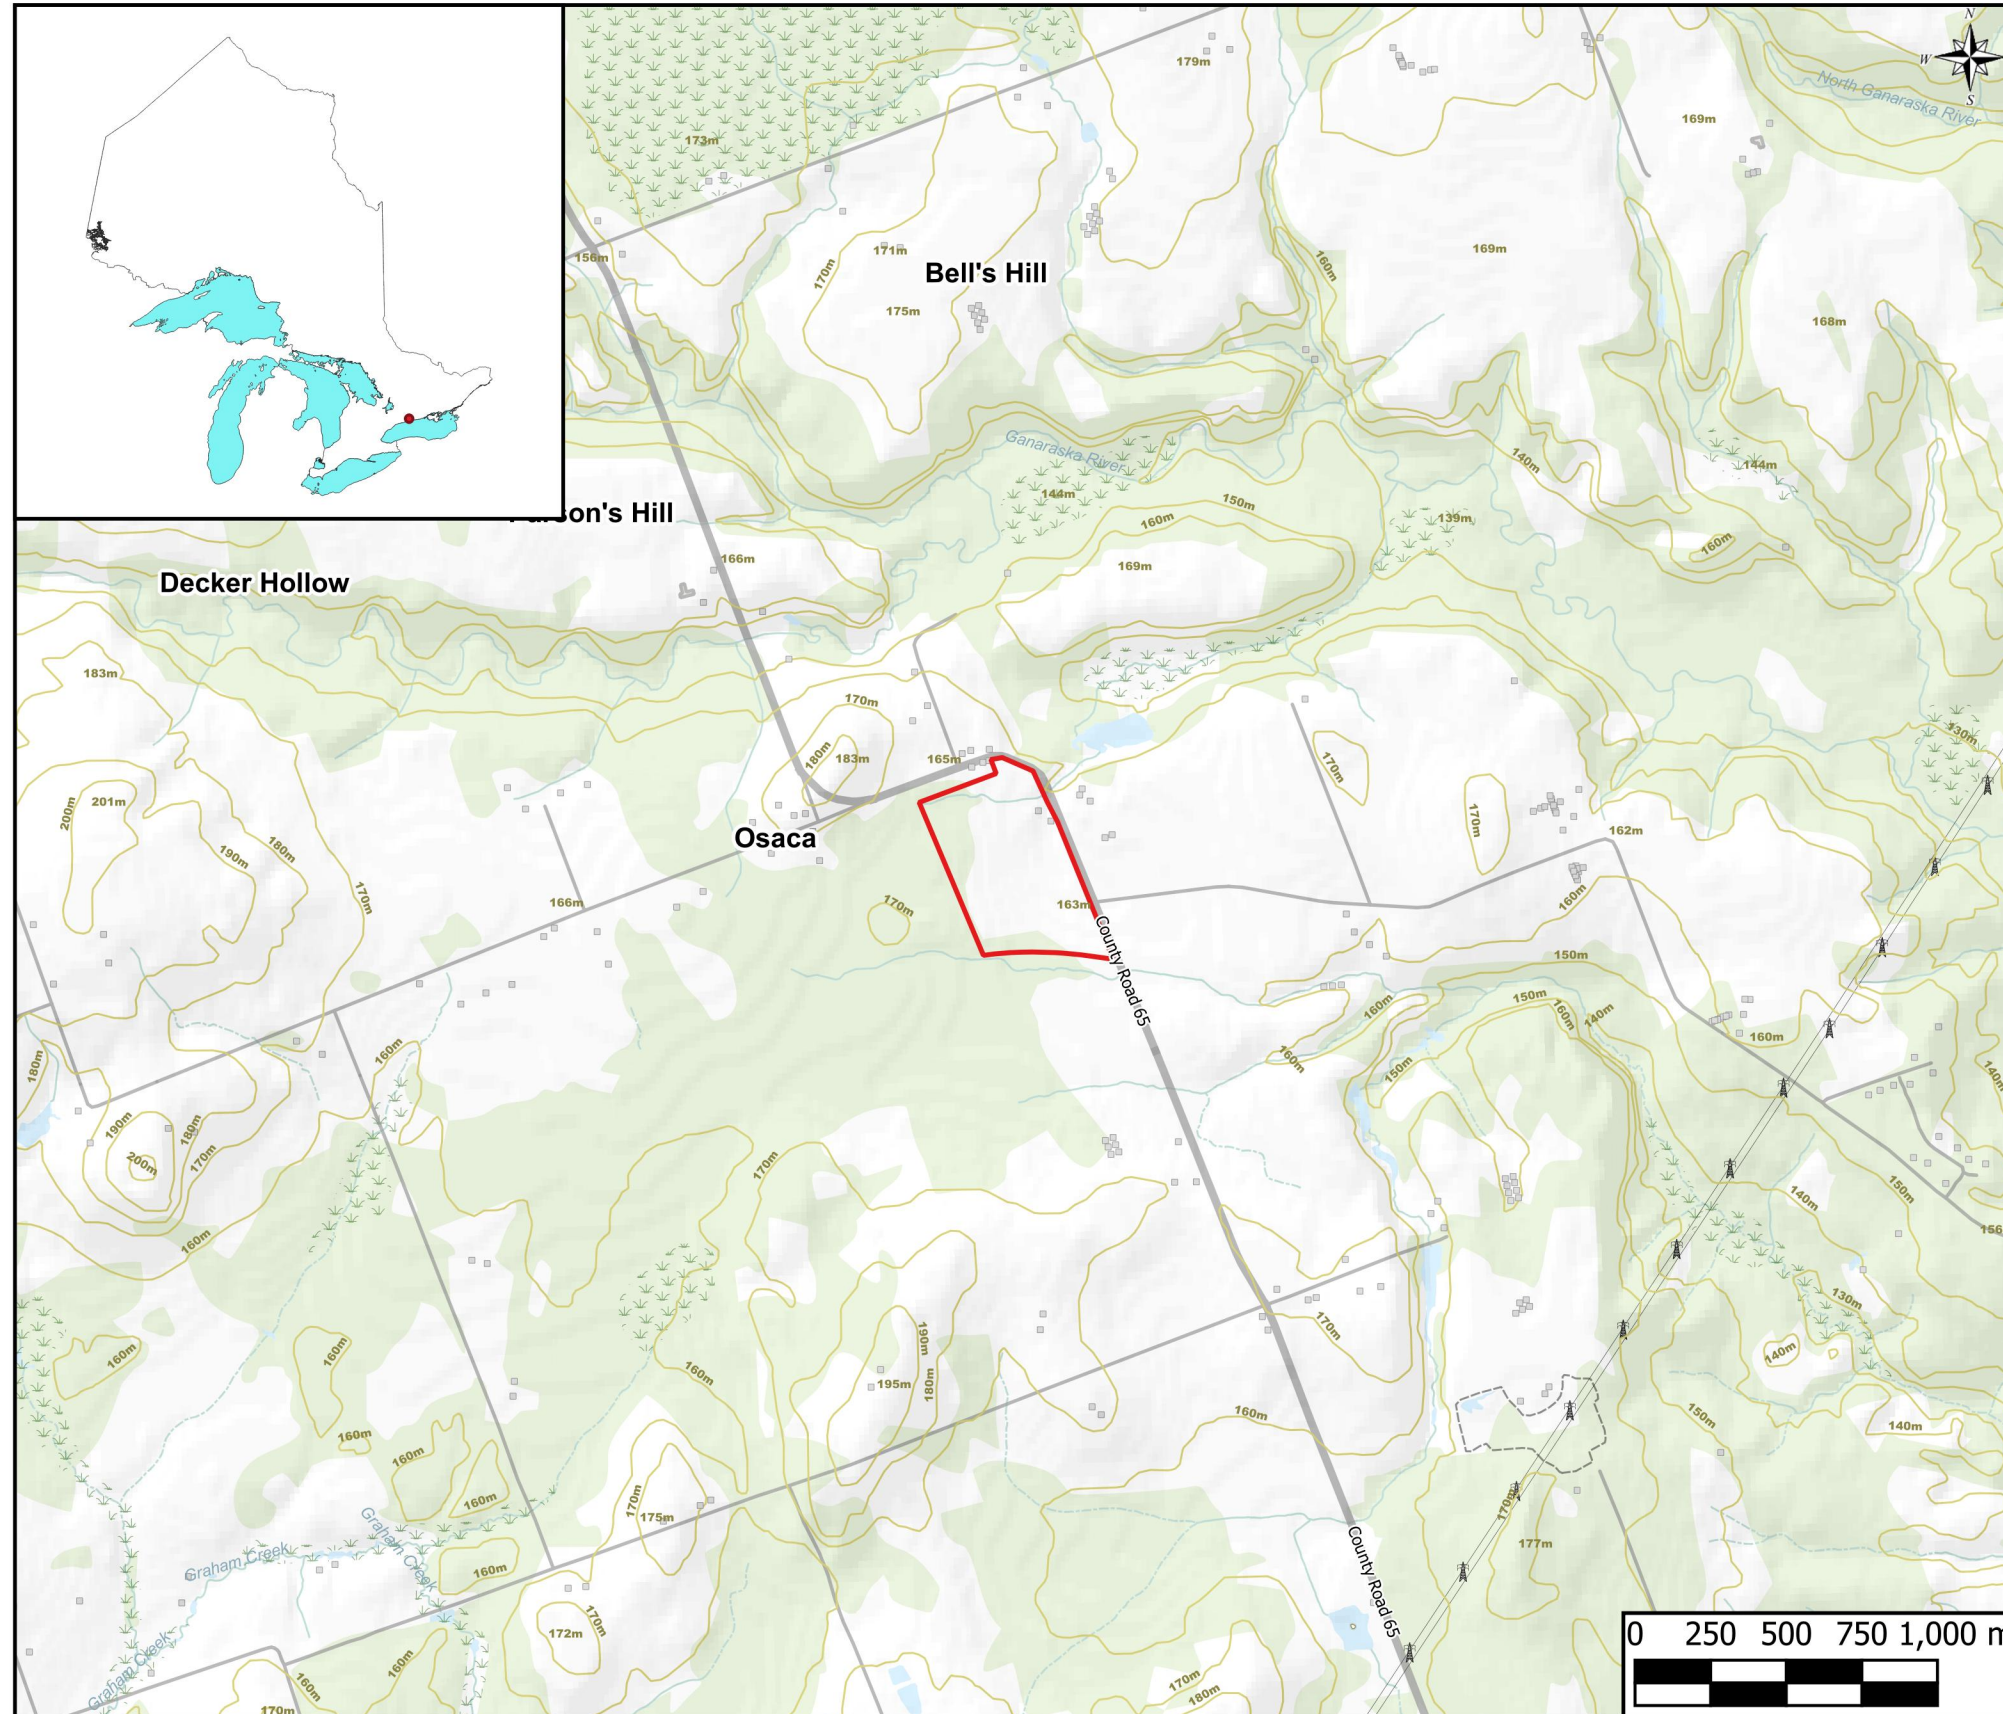 N
W
S
North Ganaraska River
179m
169m
173m
156m
171m
170m
Bell's Hill
175m
160m
169m
168m
Ganaraska River
144m
150m
160m
140m
144m
139m
160m
son's Hill
166m
169m
Decker Hollow
183m
170m
180m
183m
165m
170m
130m
200m
201m
190m
180m
170m
Osaca
170m
162m
166m
170m
163m
160m
County Road 65
150m
150m
160m
140m
160m
160m
160m
150m
160m
140m
180m
190m
180m
170m
200m
160m
170m
140m
150m
156
160m
130m
140m
170m
190m
180m
195m
160m
160m
160m
160m
160m
160m
160m
150m
140m
170m
175m
170m
177m
Graham Creek
Graham Creek
160m
County Road 65
172m
170m
Graham Creek
160m
160m
170m
170m
180m
0 250 500 750 1,000 m